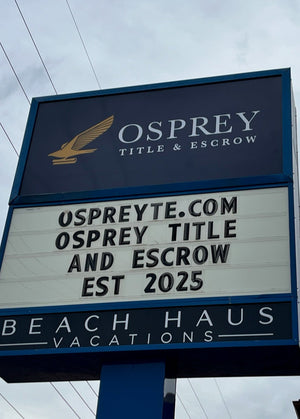 OSPREY
TITLE & ESCROW
OSPREYTE.COM
OSPREY TITLE
AND ESCROW
EST 2025
BEACH HAUS
VACATIONS